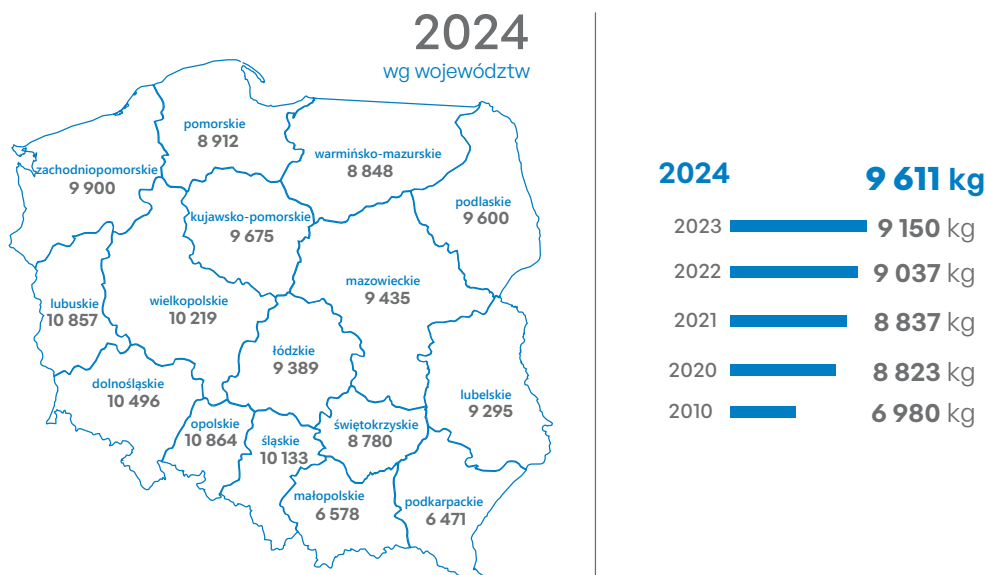 2024
wg województw
pomorskie
8 912
warmińsko-mazurskie
8 848
zachodniopomorskie
9 900
podlaskie
9 600
kujawsko-pomorskie
9 675
mazowieckie
9 435
lubuskie
10 857
wielkopolskie
10 219
łódzkie
9 389
dolnośląskie
10 496
lubelskie
9 295
opolskie
10 864
śląskie
10 133
świętokrzyskie
8 780
małopolskie
6 578
podkarpackie
6 471
2024 9 611 kg
2023 9 150 kg
2022 9 037 kg
2021 8 837 kg
2020 8 823 kg
2010 6 980 kg